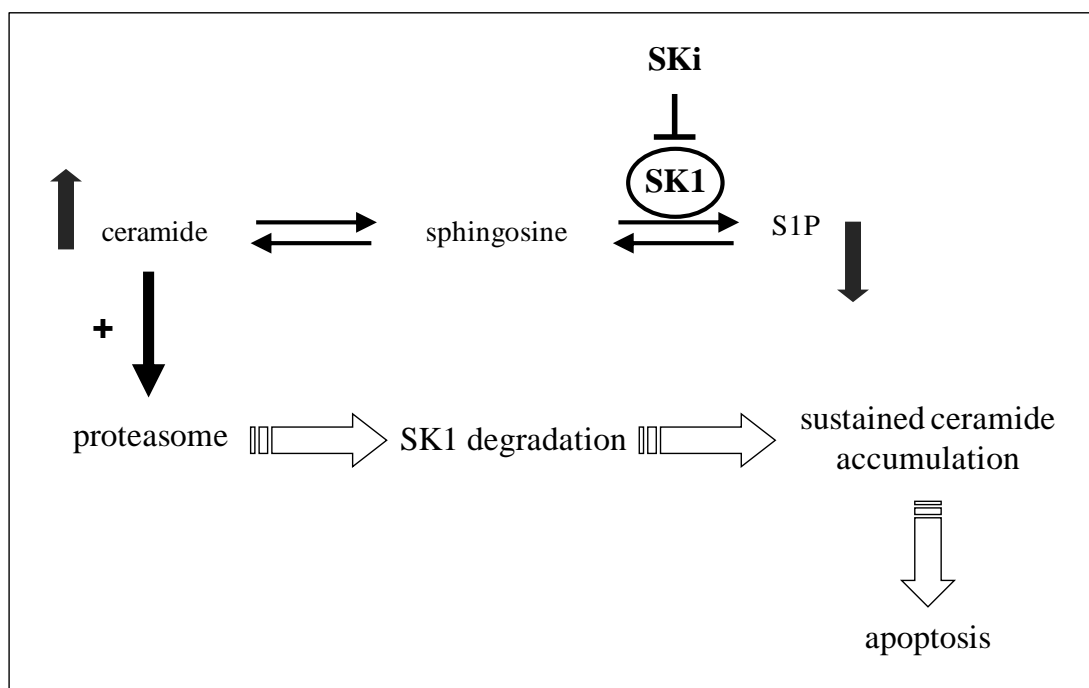 SKi
SK1
ceramide
sphingosine
S1P
+
proteasome
SK1 degradation
sustained ceramide
accumulation
apoptosis